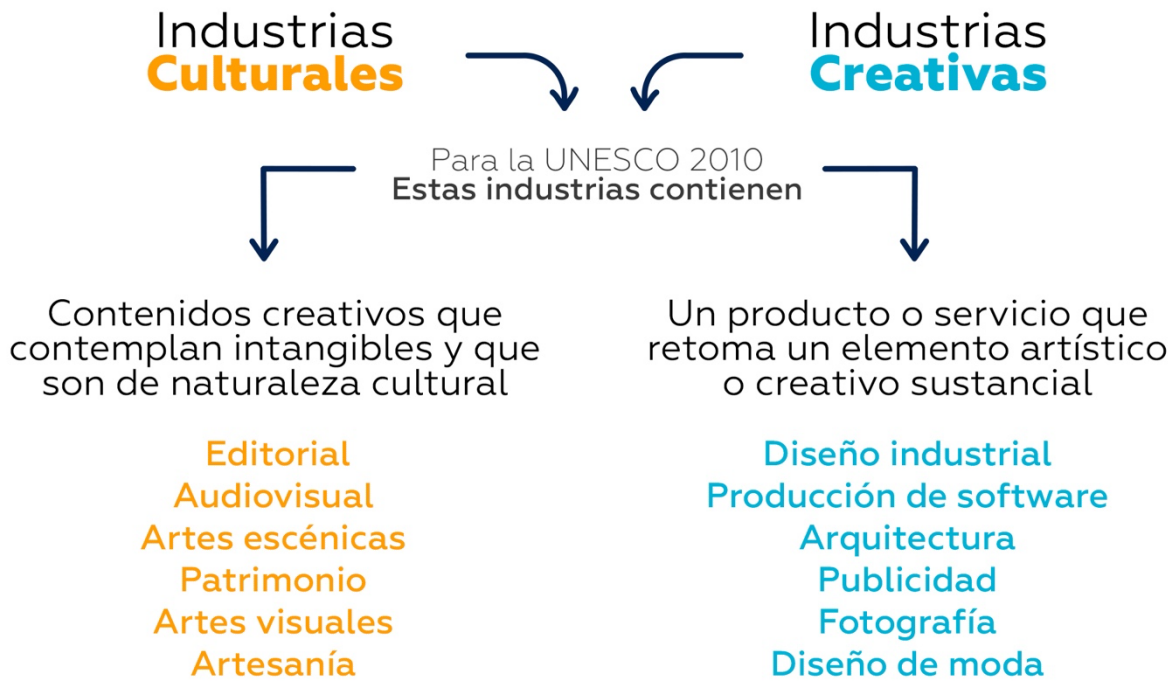 Industrias
Culturales
Industrias
Creativas
Para la UNESCO 2010
Estas industrias contienen
Contenidos creativos que
contemplan intangibles y que
son de naturaleza cultural
Editorial
Audiovisual
Artes escénicas
Patrimonio
Artes visuales
Artesanía
Un producto o servicio que
retoma un elemento artístico
o creativo sustancial
Diseño industrial
Producción de software
Arquitectura
Publicidad
Fotografía
Diseño de moda